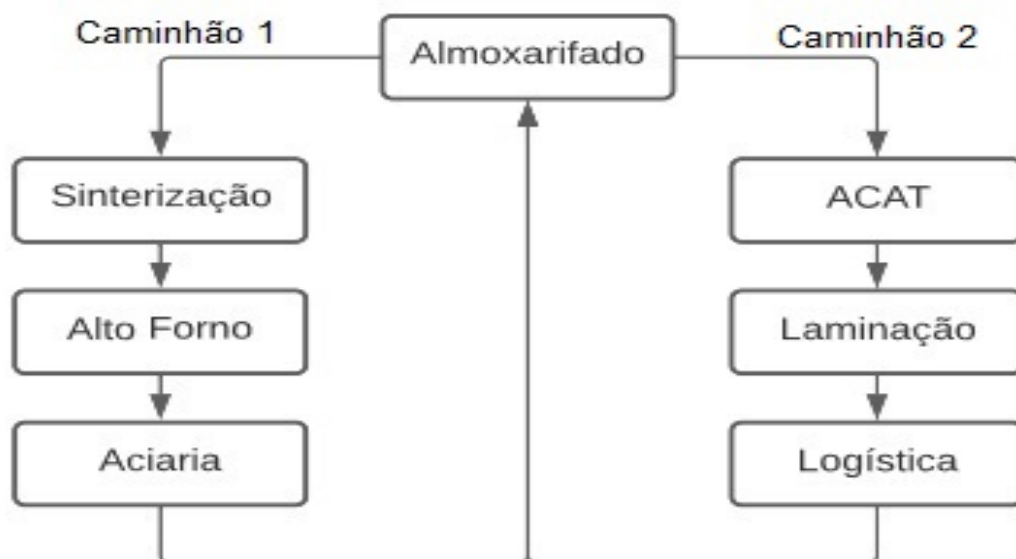 Caminhão 1
Almoxarifado
Caminhão 2
Sinterização
ACAT
Alto Forno
Laminação
Aciaria
Logística